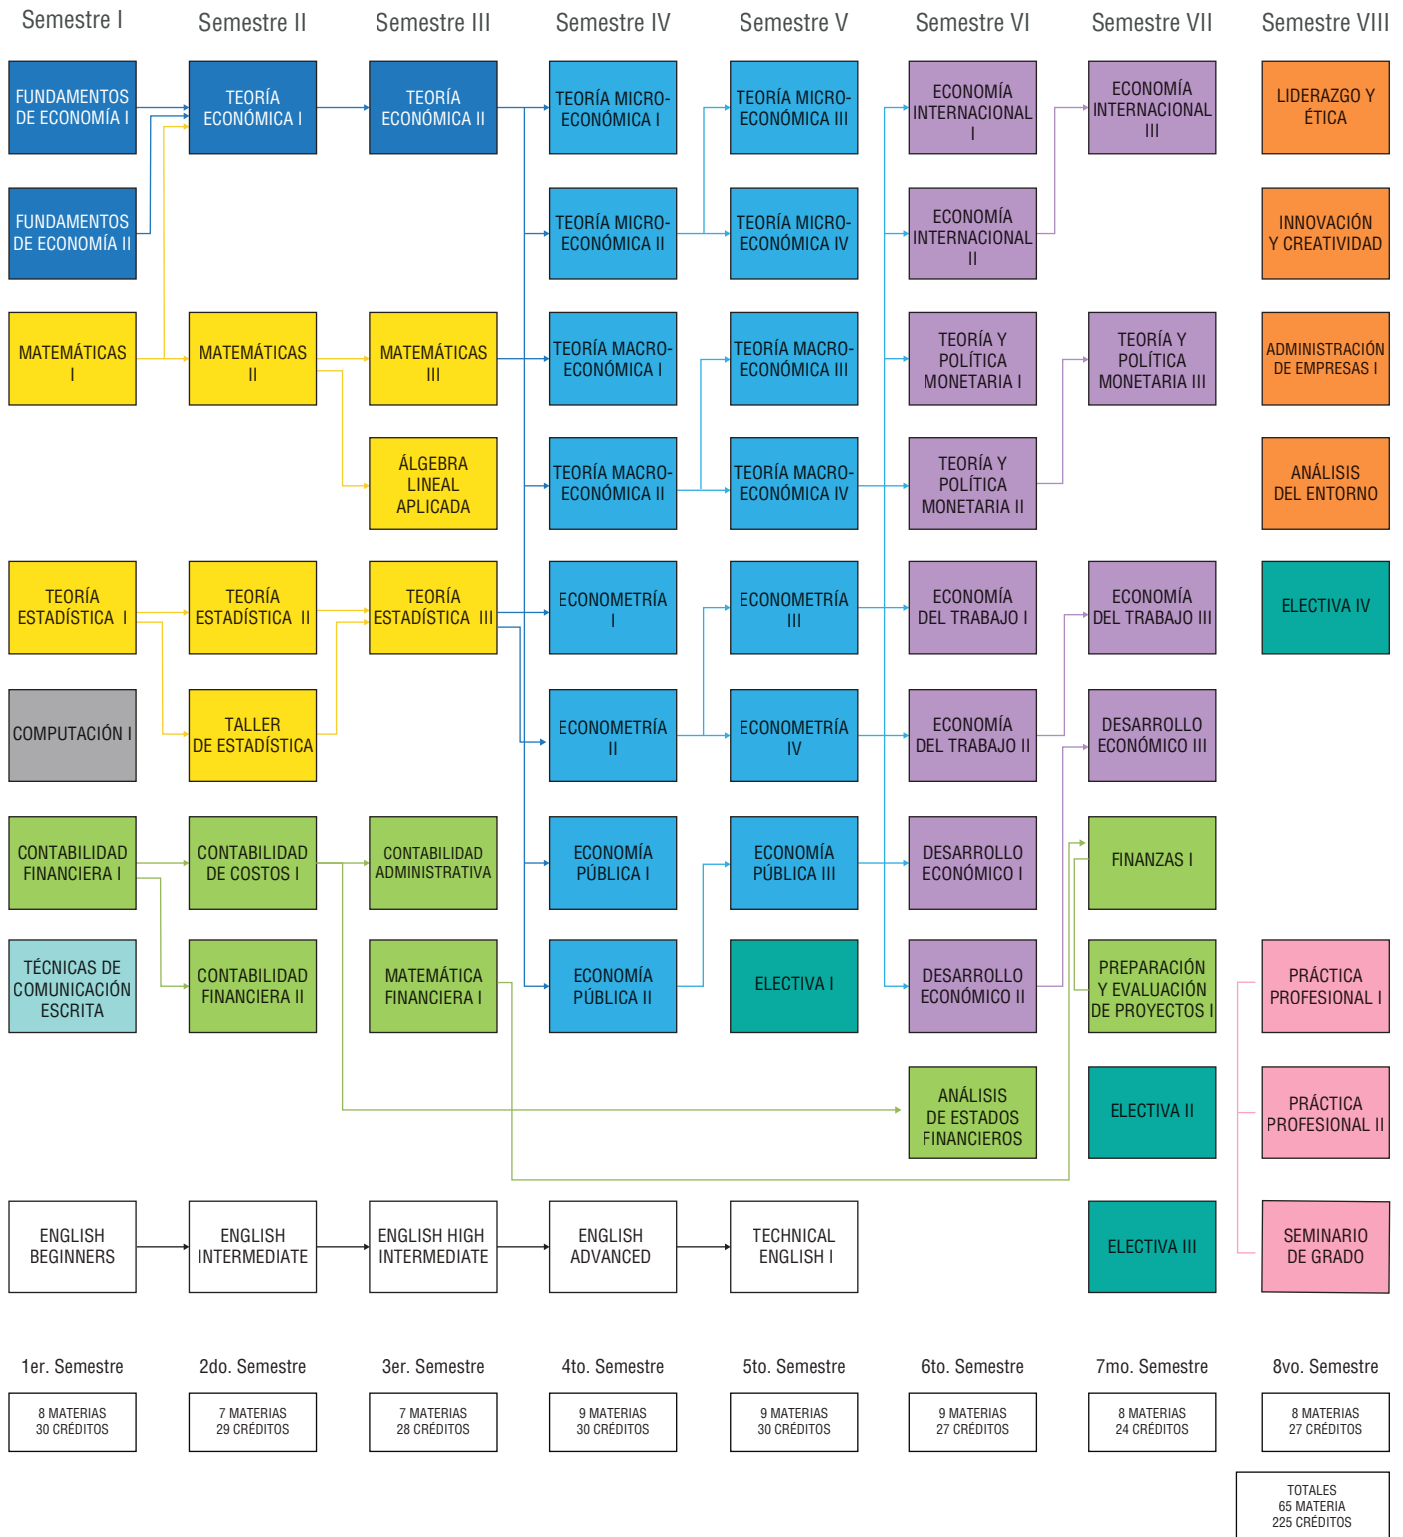 Semestre I
Semestre II
Semestre III
Semestre IV
Semestre V
Semestre VI
Semestre VII
Semestre VIII
FUNDAMENTOS
DE ECONOMÍA I
TEORÍA
ECONÓMICA I
TEORÍA
ECONÓMICA II
TEORÍA MICRO-
ECONÓMICA I
TEORÍA MICRO-
ECONÓMICA III
ECONOMÍA
INTERNACIONAL
I
ECONOMÍA
INTERNACIONAL
III
LIDERAZGO Y
ÉTICA
FUNDAMENTOS
DE ECONOMÍA II
TEORÍA MICRO-
ECONÓMICA II
TEORÍA MICRO-
ECONÓMICA IV
ECONOMÍA
INTERNACIONAL
II
INNOVACIÓN
Y CREATIVIDAD
MATEMÁTICAS
I
MATEMÁTICAS
II
MATEMÁTICAS
III
TEORÍA MACRO-
ECONÓMICA I
TEORÍA MACRO-
ECONÓMICA III
TEORÍA Y
POLÍTICA
MONETARIA I
TEORÍA Y
POLÍTICA
MONETARIA III
ADMINISTRACIÓN
DE EMPRESAS I
ÁLGEBRA
LINEAL
APLICADA
TEORÍA MACRO-
ECONÓMICA II
TEORÍA MACRO-
ECONÓMICA IV
TEORÍA Y
POLÍTICA
MONETARIA II
ANÁLISIS
DEL ENTORNO
TEORÍA
ESTADÍSTICA I
TEORÍA
ESTADÍSTICA II
TEORÍA
ESTADÍSTICA III
ECONOMETRÍA
I
ECONOMETRÍA
III
ECONOMÍA
DEL TRABAJO I
ECONOMÍA
DEL TRABAJO III
ELECTIVA IV
COMPUTACIÓN I
TALLER
DE ESTADÍSTICA
ECONOMETRÍA
II
ECONOMETRÍA
IV
ECONOMÍA
DEL TRABAJO II
DESARROLLO
ECONÓMICO III
CONTABILIDAD
FINANCIERA I
CONTABILIDAD
DE COSTOS I
CONTABILIDAD
ADMINISTRATIVA
ECONOMÍA
PÚBLICA I
ECONOMÍA
PÚBLICA III
DESARROLLO
ECONÓMICO I
FINANZAS I
TÉCNICAS DE
COMUNICACIÓN
ESCRITA
CONTABILIDAD
FINANCIERA II
MATEMÁTICA
FINANCIERA I
ECONOMÍA
PÚBLICA II
ELECTIVA I
DESARROLLO
ECONÓMICO II
PREPARACIÓN
Y EVALUACIÓN
DE PROYECTOS I
PRÁCTICA
PROFESIONAL I
ANÁLISIS
DE ESTADOS
FINANCIEROS
ELECTIVA II
PRÁCTICA
PROFESIONAL II
ENGLISH
BEGINNERS
ENGLISH
INTERMEDIATE
ENGLISH HIGH
INTERMEDIATE
ENGLISH
ADVANCED
TECHNICAL
ENGLISH I
ELECTIVA III
SEMINARIO
DE GRADO
1er. Semestre
2do. Semestre
3er. Semestre
4to. Semestre
5to. Semestre
6to. Semestre
7mo. Semestre
8vo. Semestre
8 MATERIAS
30 CRÉDITOS
7 MATERIAS
29 CRÉDITOS
7 MATERIAS
28 CRÉDITOS
9 MATERIAS
30 CRÉDITOS
9 MATERIAS
30 CRÉDITOS
9 MATERIAS
27 CRÉDITOS
8 MATERIAS
24 CRÉDITOS
8 MATERIAS
27 CRÉDITOS
TOTALES
65 MATERIA
225 CRÉDITOS